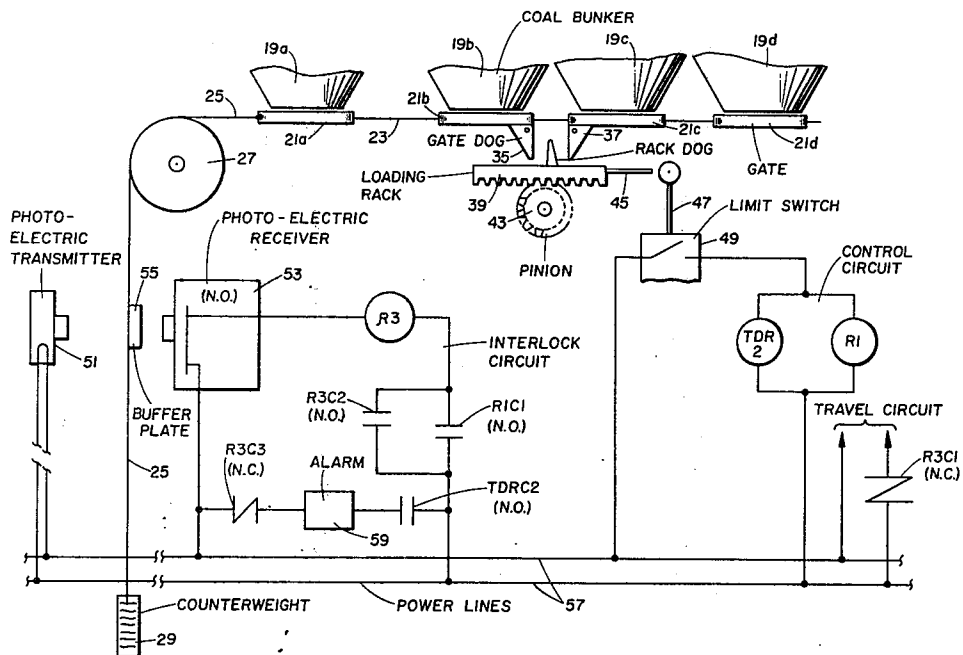 COAL BUNKER
19a
19b
19c
19d
25
27
21a
23
21b
GATE DOG
35
37
21c
21d
GATE
RACK DOG
LOADING RACK
39
43
PINION
45
47
LIMIT SWITCH
49
PHOTO-ELECTRIC TRANSMITTER
51
55
BUFFER PLATE
PHOTO-ELECTRIC RECEIVER
(N.O.)
53
R3
INTERLOCK CIRCUIT
CONTROL CIRCUIT
TDR 2
R1
TRAVEL CIRCUIT
R3C1
(N.C.)
R3C2
(N.O.)
R1C1
(N.O.)
R3C3
(N.C.)
ALARM
59
TDRC2
(N.O.)
25
POWER LINES
57
COUNTERWEIGHT
29